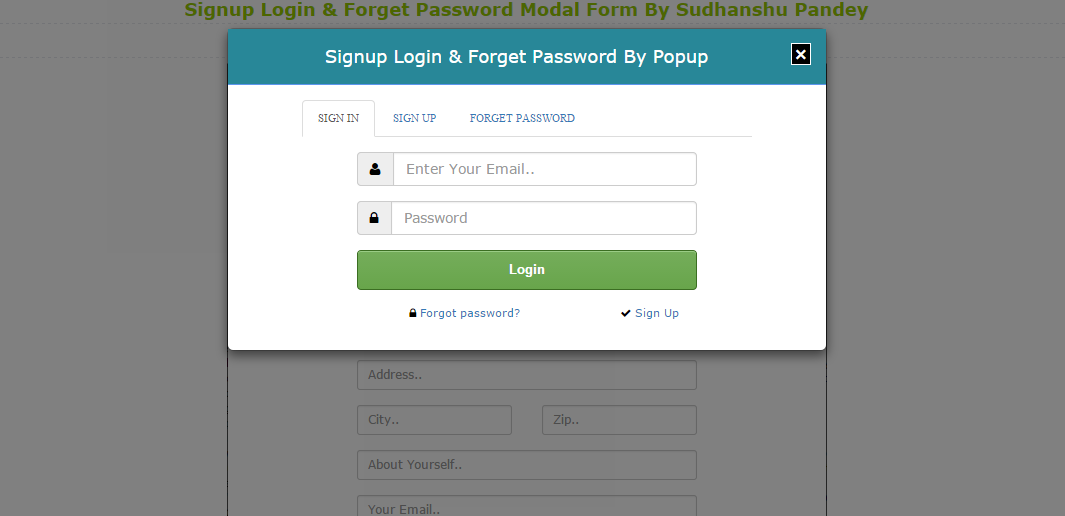 Signup Login & Forget Password Modal Form By Sudhanshu Pandey
Signup Login & Forget Password By Popup
SIGN IN SIGN UP FORGET PASSWORD
Enter Your Email..
Password
Login
Forgot password? Sign Up
Address..
City.. Zip..
About Yourself..
Your Email..